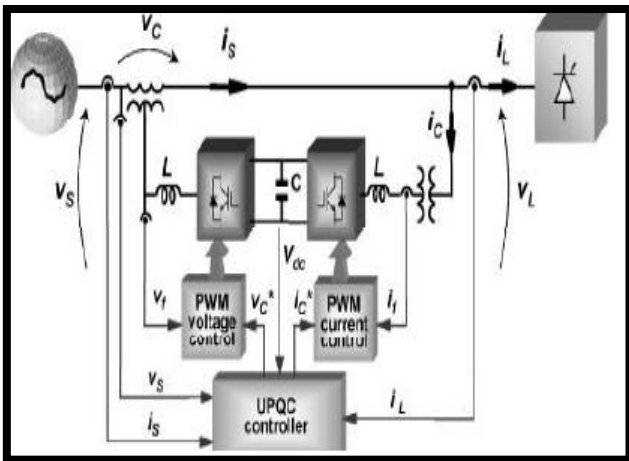 v_C
i_S
i_L
i_C
L
C
L
v_S
v_L
V_dc
v_f
PWM
voltage
control
v_C*
i_C*
PWM
current
control
i_f
v_S
i_S
UPQC
controller
i_L